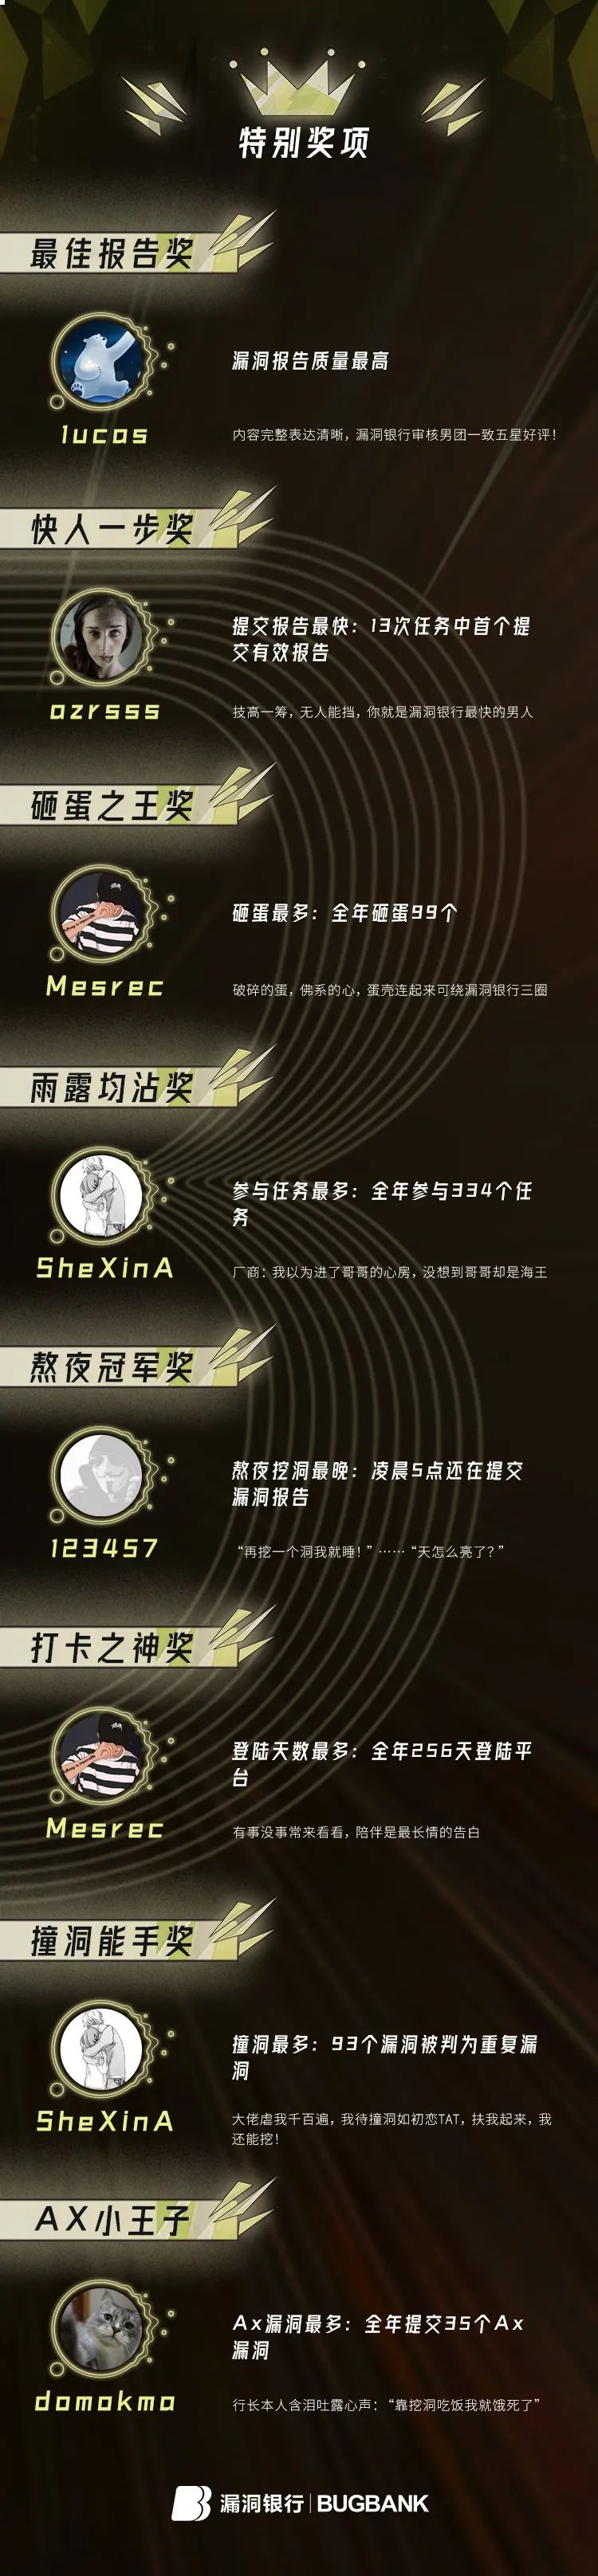 特别奖项
最佳报告奖
漏洞报告质量最高
lucas
内容完整表达清晰，漏洞银行审核男团一致五星好评！
快人一步奖
提交报告最快：13次任务中首个提
交有效报告
azrsss
技高一筹，无人能挡，你就是漏洞银行最快的男人
砸蛋之王奖
砸蛋最多：全年砸蛋99个
Mesrec
破碎的蛋，佛系的心，蛋壳连起来可绕漏洞银行三圈
雨露均沾奖
参与任务最多：全年参与334个任
务
SheXinA
厂商：我以为进了哥哥的心房，没想到哥哥却是海王
熬夜冠军奖
熬夜挖洞最晚：凌晨5点还在提交
漏洞报告
123457
“再挖一个洞我就睡！”……“天怎么亮了？”
打卡之神奖
登陆天数最多：全年256天登陆平
台
Mesrec
有事没事常来看看，陪伴是最长情的告白
撞洞能手奖
撞洞最多：93个漏洞被判为重复漏
洞
SheXinA
大佬虐我千百遍，我待撞洞如初恋TAT，扶我起来，我
还能挖！
AX小王子
Ax漏洞最多：全年提交35个Ax
漏洞
domokma
行长本人含泪吐露心声：“靠挖洞吃饭我就饿死了”
漏洞银行|BUGBANK